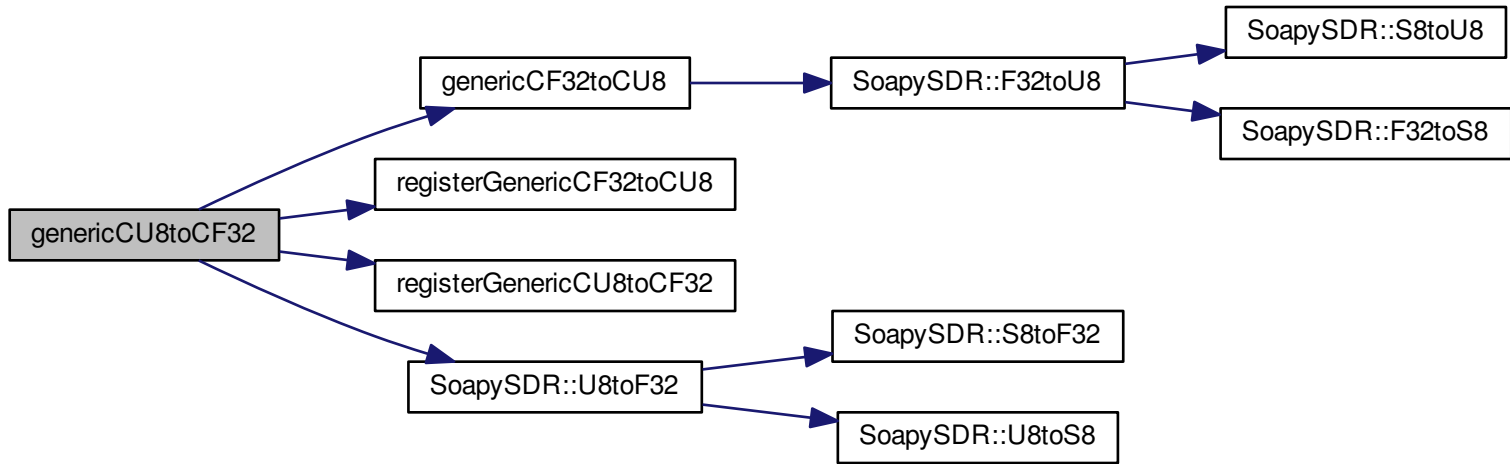 SoapySDR::S8toU8
genericCF32toCU8
SoapySDR::F32toU8
SoapySDR::F32toS8
registerGenericCF32toCU8
genericCU8toCF32
registerGenericCU8toCF32
SoapySDR::S8toF32
SoapySDR::U8toF32
SoapySDR::U8toS8